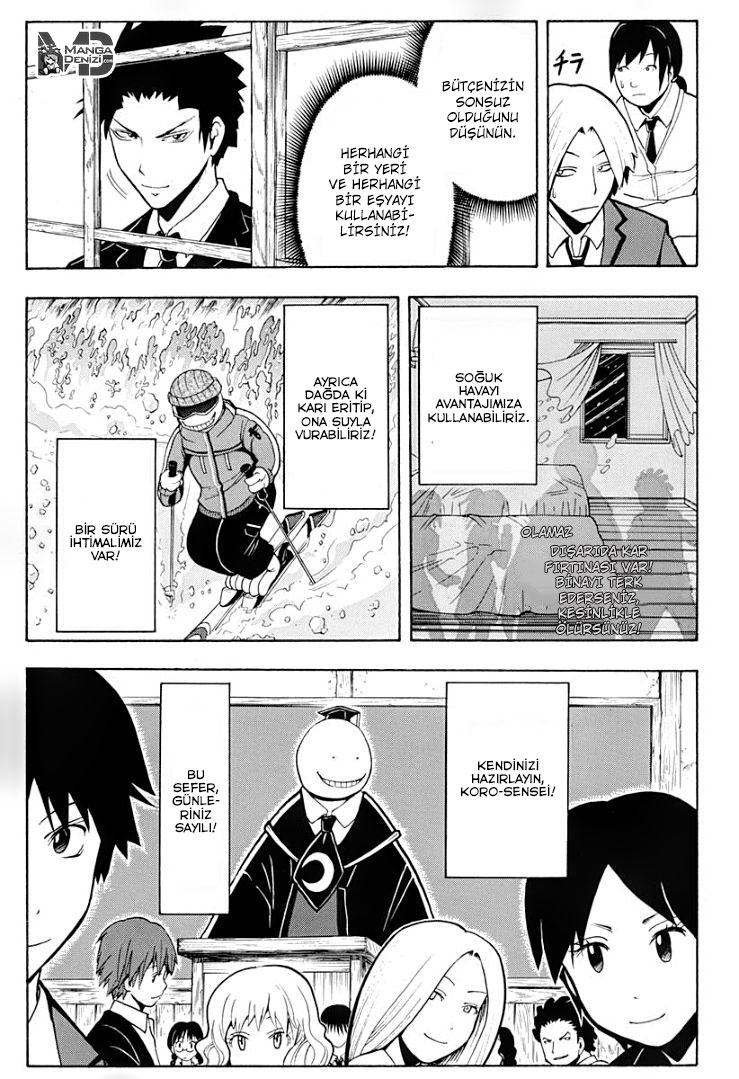 MANGA
DENİZİ
.com
チラ
BÜTÇENİZİN
SONSUZ
OLDUĞUNU
DÜŞÜNÜN.
HERHANGİ
BİR YERİ
VE HERHANGİ
BİR EŞYAYI
KULLANABİ-
LİRSİNİZ!
SOĞUK
HAVAYI
AVANTAJIMIZA
KULLANABİLİRİZ.
OLAMAZ
DIŞARIDA KAR
FIRTINASI VAR!
BİNAYI TERK
EDERSENİZ,
KESİNLİKLE
ÖLÜRSÜNÜZ!
AYRICA
DAĞDA Kİ
KARI ERİTİP,
ONA SUYLA
VURABİLİRİZ!
BİR SÜRÜ
İHTİMALİMİZ
VAR!
KENDİNİZİ
HAZIRLAYIN,
KORO-SENSEI!
BU
SEFER,
GÜNLE-
RİNİZ
SAYILI!